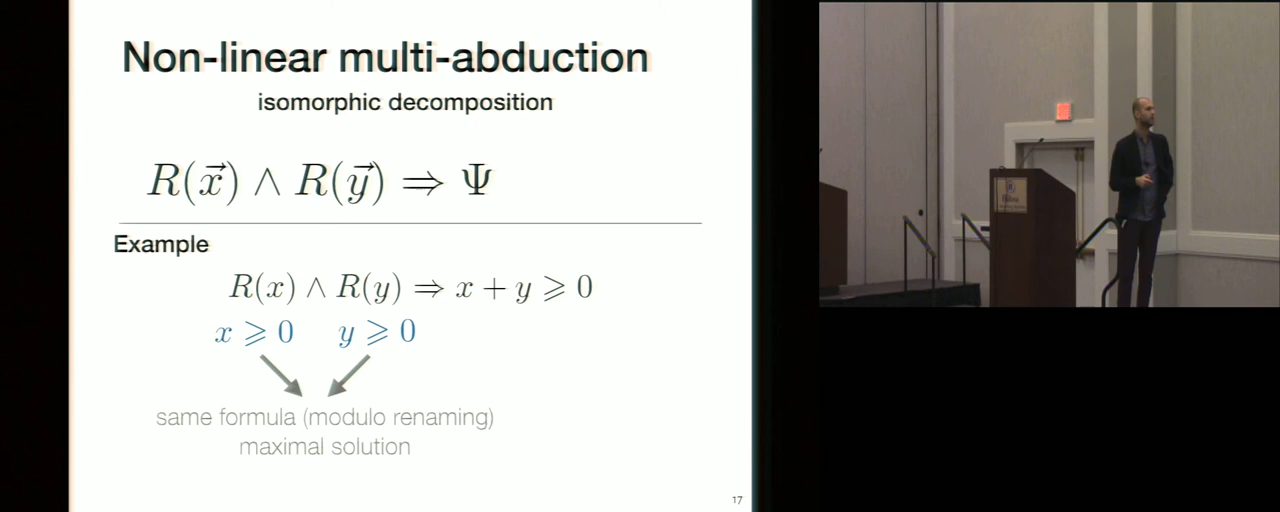 Non-linear multi-abduction
isomorphic decomposition
R(x⃗) ∧ R(y⃗) ⇒ Ψ
Example
R(x) ∧ R(y) ⇒ x + y ⩾ 0
x ⩾ 0 y ⩾ 0
same formula (modulo renaming)
maximal solution
17